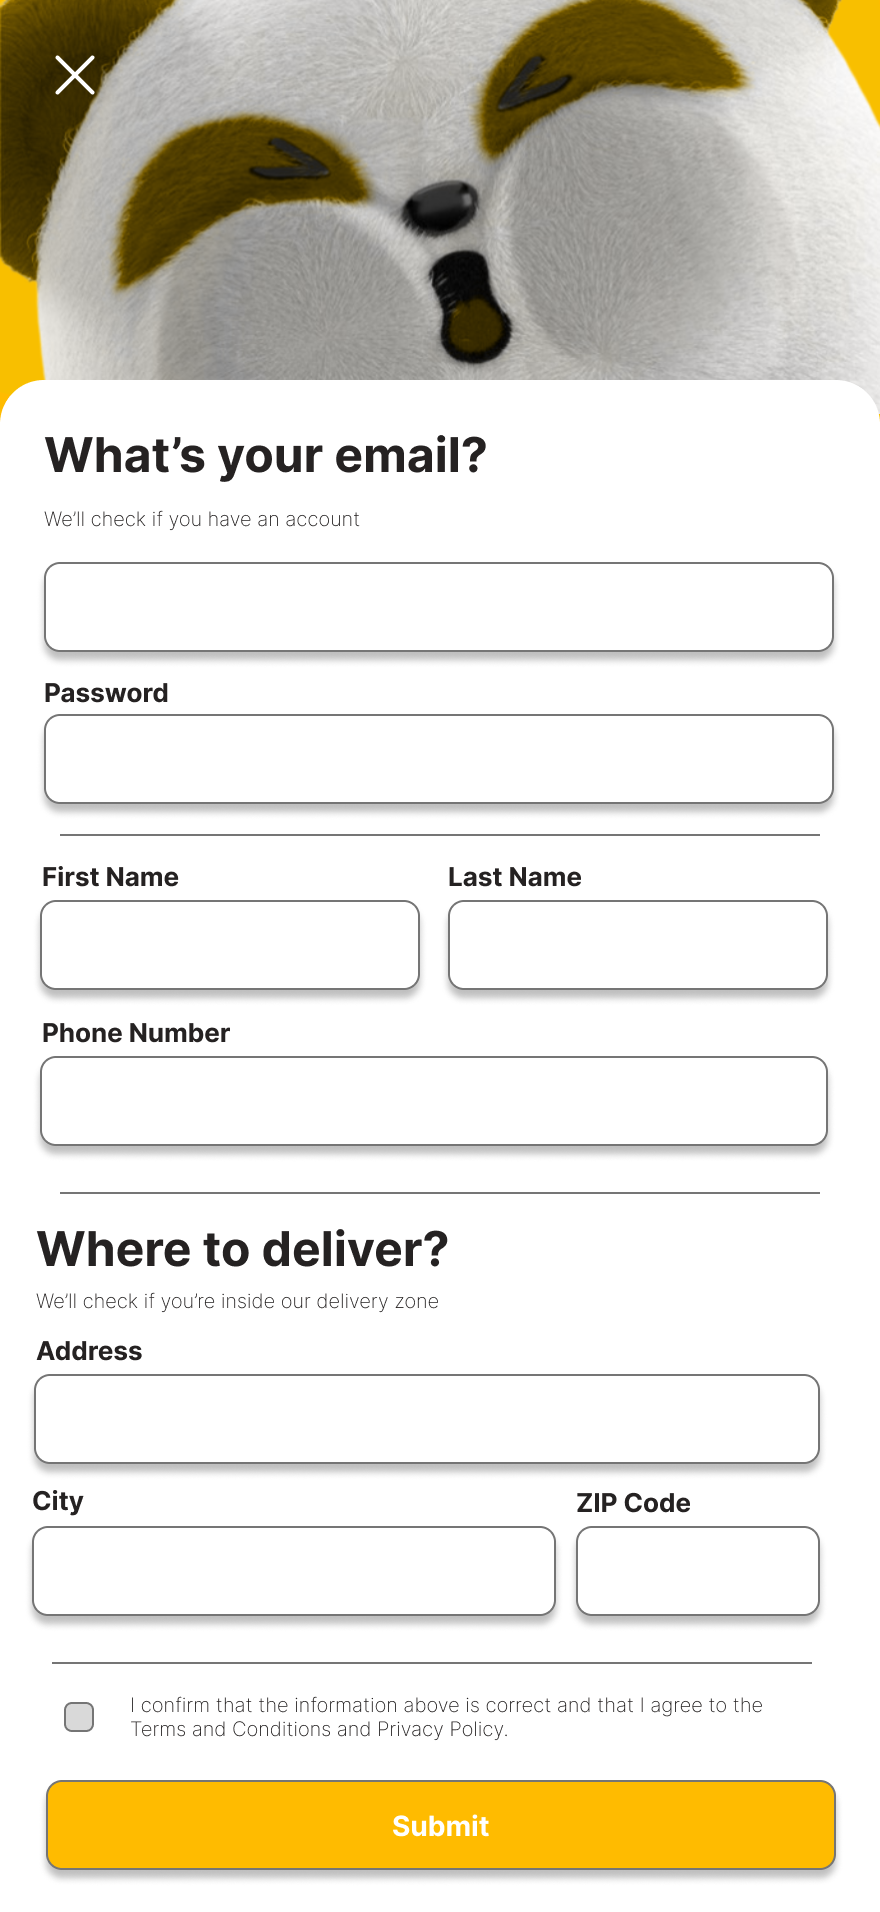 What’s your email?
We’ll check if you have an account
Password
First Name Last Name
Phone Number
Where to deliver?
We’ll check if you’re inside our delivery zone
Address
City ZIP Code
I confirm that the information above is correct and that I agree to the
Terms and Conditions and Privacy Policy.
Submit